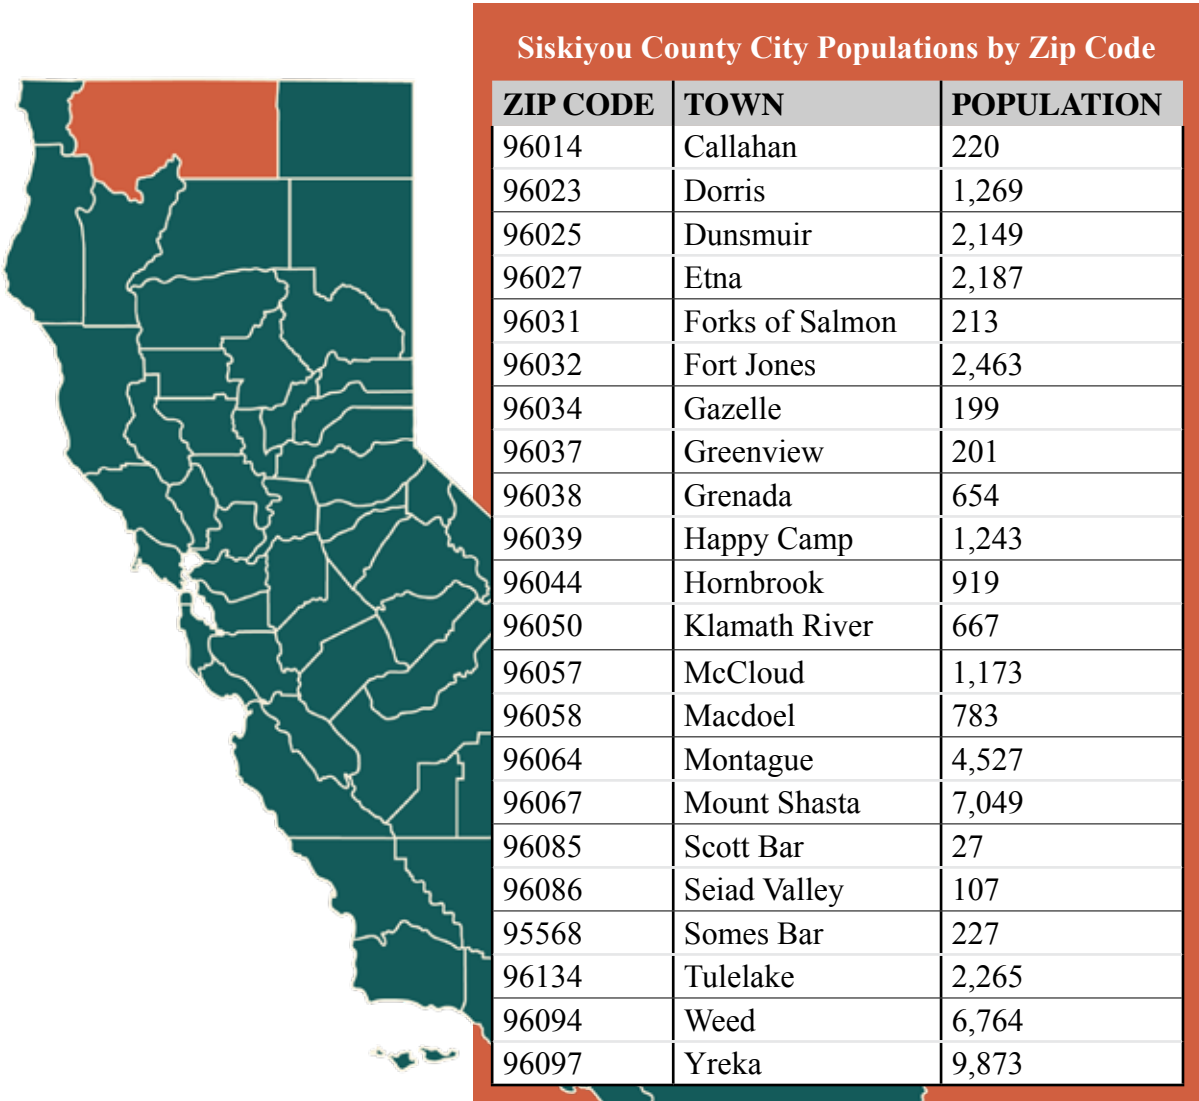 Siskiyou County City Populations by Zip Code
ZIP CODE TOWN POPULATION
96014 Callahan 220
96023 Dorris 1,269
96025 Dunsmuir 2,149
96027 Etna 2,187
96031 Forks of Salmon 213
96032 Fort Jones 2,463
96034 Gazelle 199
96037 Greenview 201
96038 Grenada 654
96039 Happy Camp 1,243
96044 Hornbrook 919
96050 Klamath River 667
96057 McCloud 1,173
96058 Macdoel 783
96064 Montague 4,527
96067 Mount Shasta 7,049
96085 Scott Bar 27
96086 Seiad Valley 107
95568 Somes Bar 227
96134 Tulelake 2,265
96094 Weed 6,764
96097 Yreka 9,873